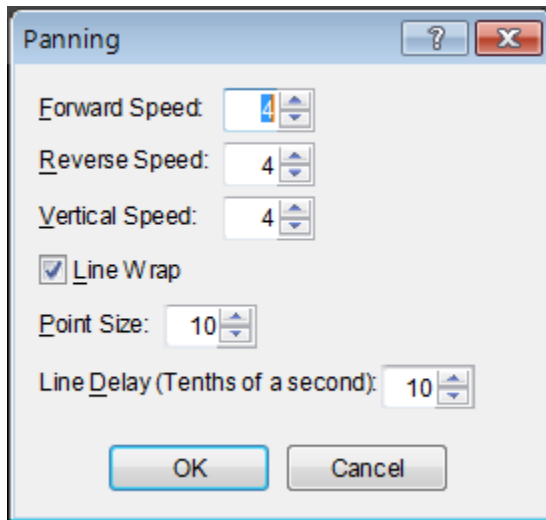 Panning
Forward Speed: 4
Reverse Speed: 4
Vertical Speed: 4
Line Wrap
Point Size: 10
Line Delay (Tenths of a second): 10
OK Cancel